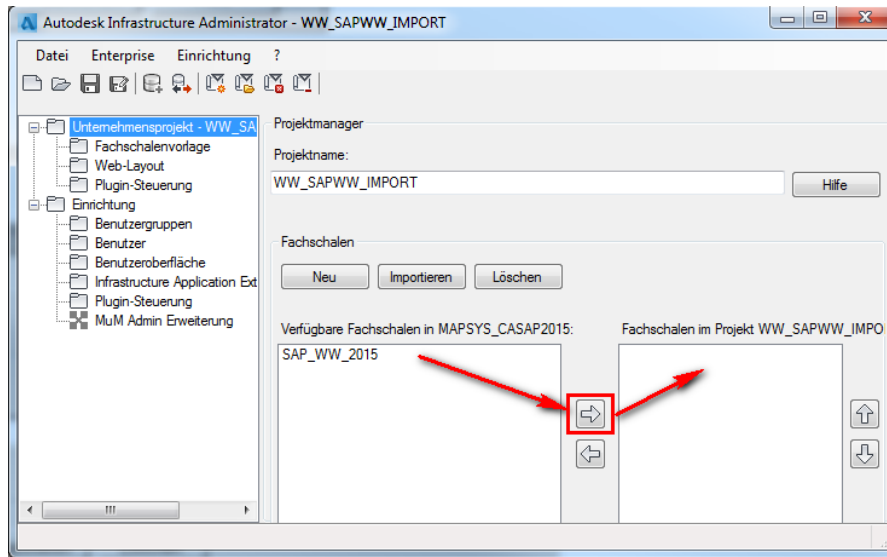 Autodesk Infrastructure Administrator - WW_SAPWW_IMPORT
Datei Enterprise Einrichtung ?
Unternehmensprojekt - WW_SA
Fachschalenvorlage
Web-Layout
Plugin-Steuerung
Einrichtung
Benutzergruppen
Benutzer
Benutzeroberfläche
Infrastructure Application Ext
Plugin-Steuerung
MuM Admin Erweiterung
Projektmanager
Projektname:
WW_SAPWW_IMPORT
Hilfe
Fachschalen
Neu Importieren Löschen
Verfügbare Fachschalen in MAPSYS_CASAP2015:
SAP_WW_2015
Fachschalen im Projekt WW_SAPWW_IMPO